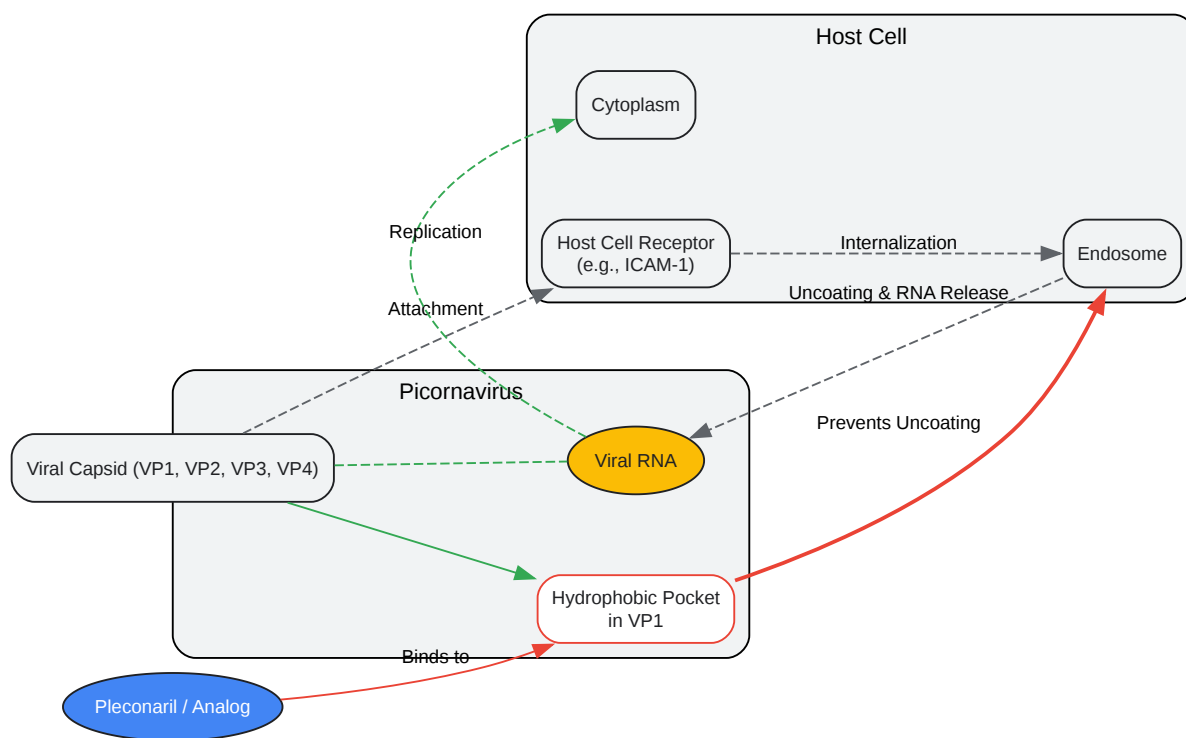 Host Cell
Cytoplasm
Replication
Host Cell Receptor
(e.g., ICAM-1)
Internalization
Endosome
Uncoating & RNA Release
Attachment
Picornavirus
Prevents Uncoating
Viral Capsid (VP1, VP2, VP3, VP4)
Viral RNA
Hydrophobic Pocket
in VP1
Binds to
Pleconaril / Analog